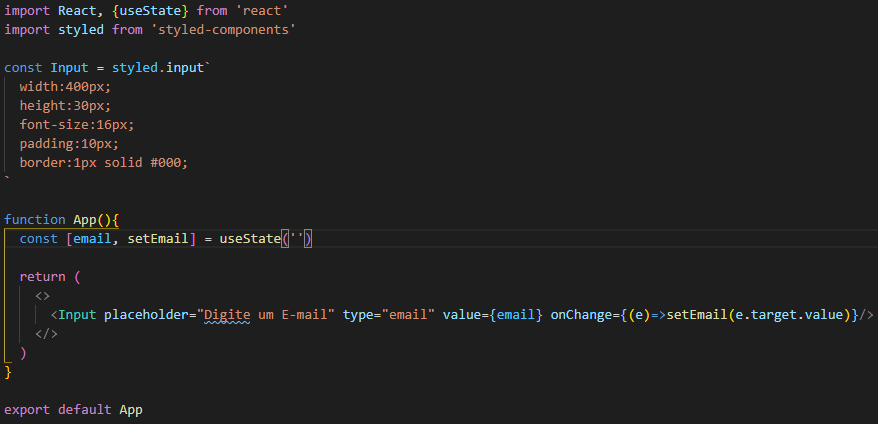 import React, {useState} from 'react'
import styled from 'styled-components'
const Input = styled.input`
width:400px;
height:30px;
font-size:16px;
padding:10px;
border:1px solid #000;
`
function App(){
const [email, setEmail] = useState('')
return (
<>
<Input placeholder="Digite um E-mail" type="email" value={email} onChange={(e)=>setEmail(e.target.value)}/>
</>
)
}
export default App